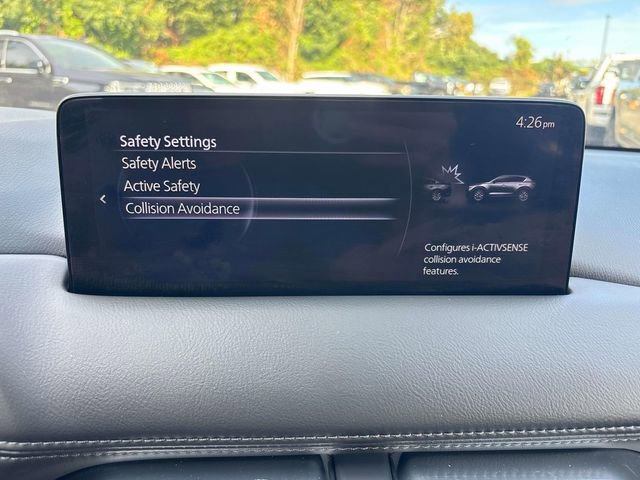 4:26pm
Safety Settings
Safety Alerts
Active Safety
Collision Avoidance
Configures i-ACTIVSENSE
collision avoidance
features.